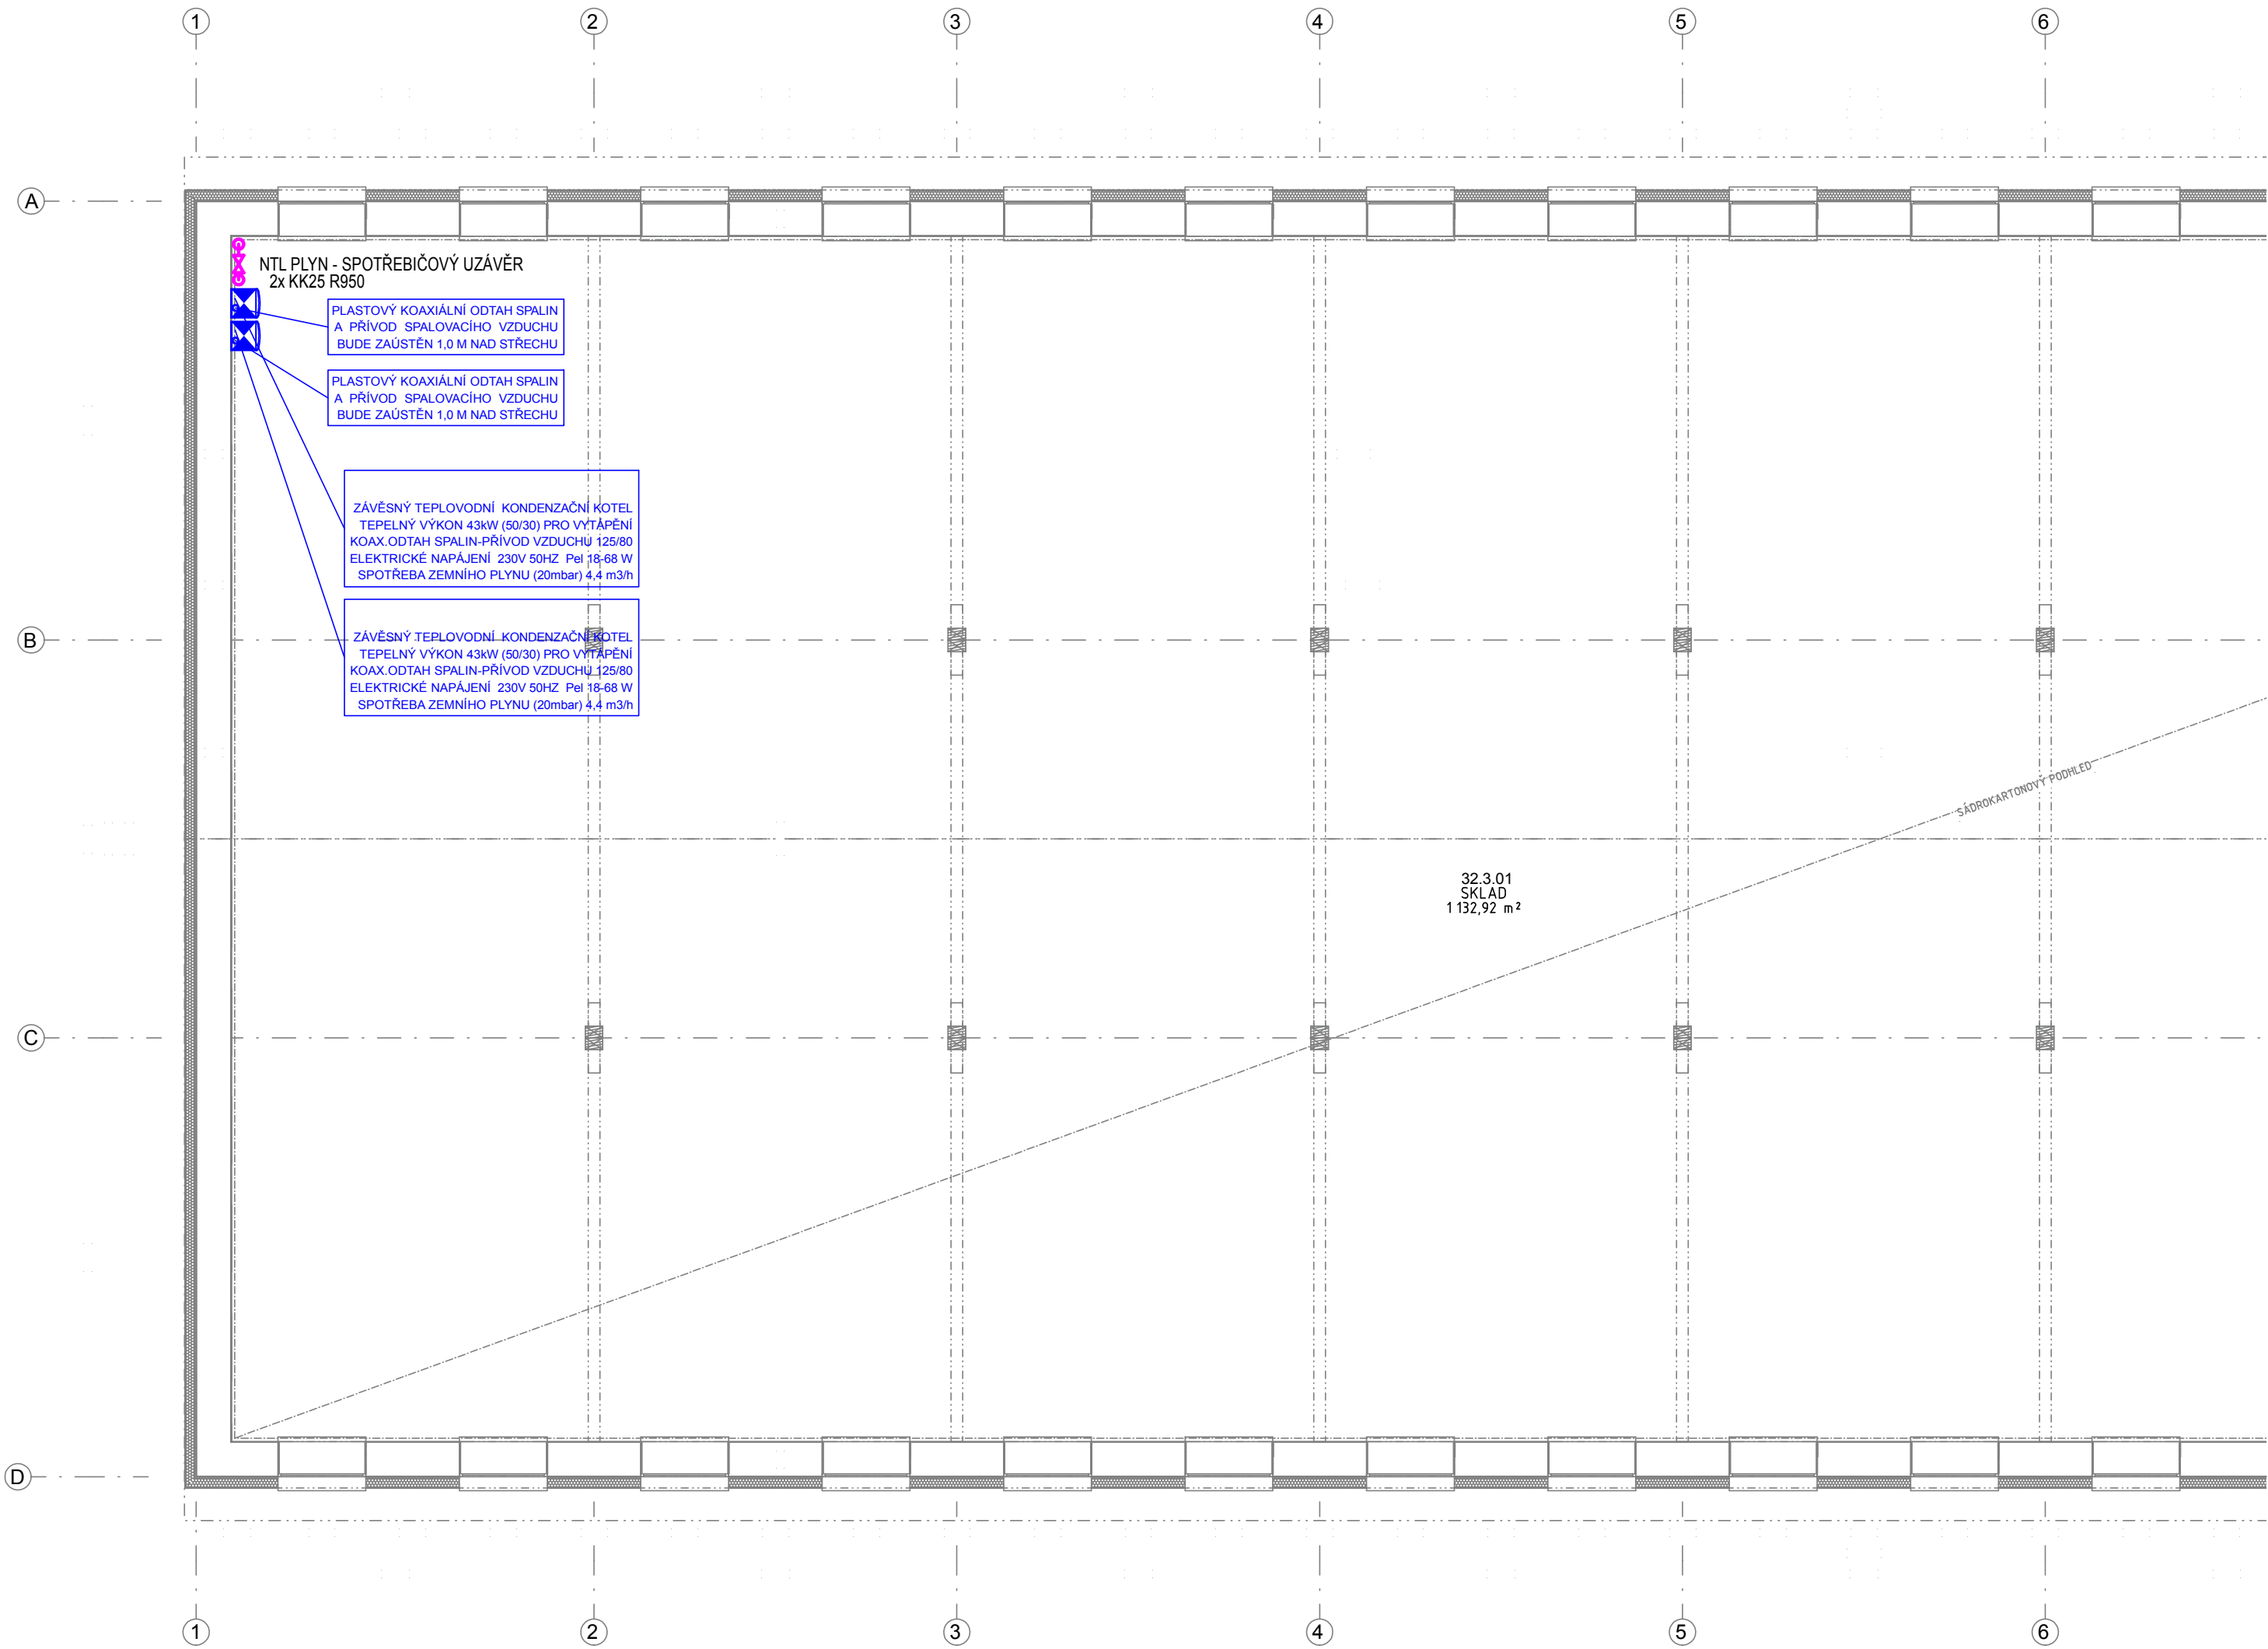 1 2 3 4 5 6
A
NTL PLYN - SPOTŘEBIČOVÝ UZÁVĚR
2x KK25 R950
PLASTOVÝ KOAXIÁLNÍ ODTAH SPALIN
A PŘÍVOD SPALOVACÍHO VZDUCHU
BUDE ZAÚSTĚN 1,0 M NAD STŘECHU
PLASTOVÝ KOAXIÁLNÍ ODTAH SPALIN
A PŘÍVOD SPALOVACÍHO VZDUCHU
BUDE ZAÚSTĚN 1,0 M NAD STŘECHU
ZÁVĚSNÝ TEPLOVODNÍ KONDENZAČNÍ KOTEL
TEPELNÝ VÝKON 43kW (50/30) PRO VYTÁPĚNÍ
KOAX.ODTAH SPALIN-PŘÍVOD VZDUCHU 125/80
ELEKTRICKÉ NAPÁJENÍ 230V 50HZ Pel 18-68 W
SPOTŘEBA ZEMNÍHO PLYNU (20mbar) 4,4 m3/h
B
ZÁVĚSNÝ TEPLOVODNÍ KONDENZAČNÍ KOTEL
TEPELNÝ VÝKON 43kW (50/30) PRO VYTÁPĚNÍ
KOAX.ODTAH SPALIN-PŘÍVOD VZDUCHU 125/80
ELEKTRICKÉ NAPÁJENÍ 230V 50HZ Pel 18-68 W
SPOTŘEBA ZEMNÍHO PLYNU (20mbar) 4,4 m3/h
SÁDROKARTONOVÝ PODHLED
32.3.01
SKLAD
1 132,92 m²
C
D
1 2 3 4 5 6